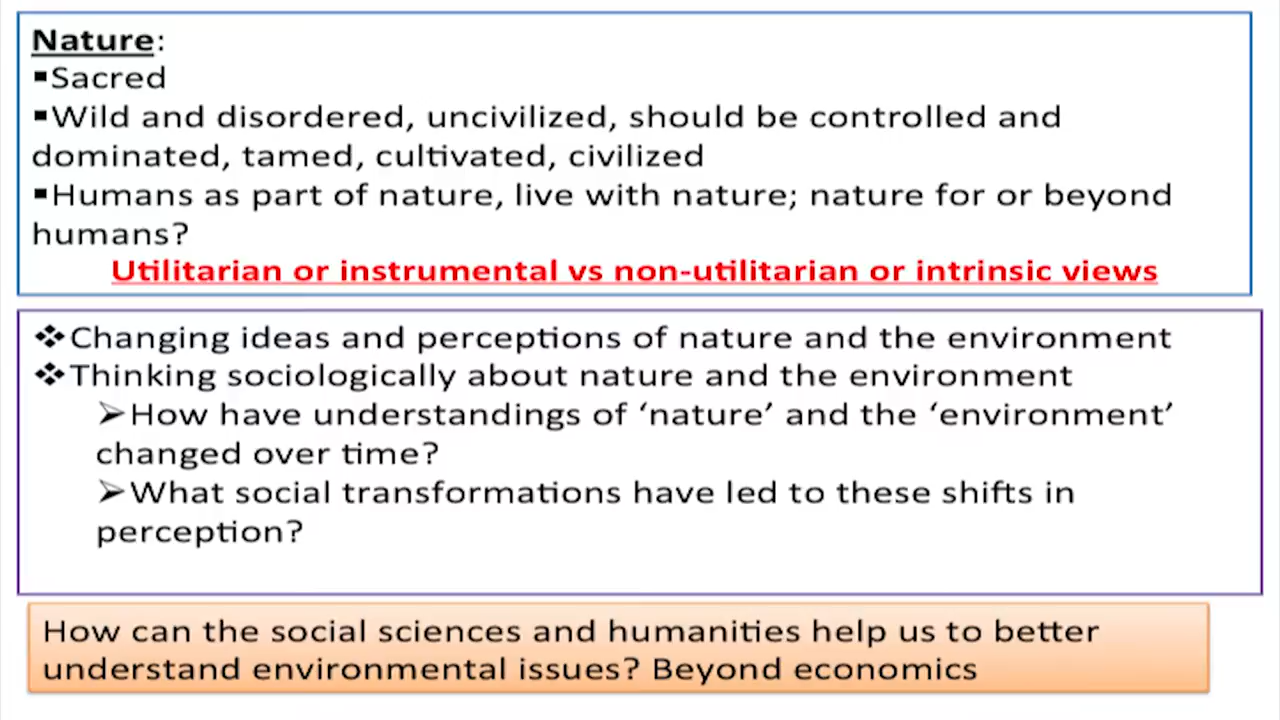 Nature:
▪Sacred
▪Wild and disordered, uncivilized, should be controlled and
dominated, tamed, cultivated, civilized
▪Humans as part of nature, live with nature; nature for or beyond
humans?
Utilitarian or instrumental vs non-utilitarian or intrinsic views
❖Changing ideas and perceptions of nature and the environment
❖Thinking sociologically about nature and the environment
➢How have understandings of ‘nature’ and the ‘environment’
changed over time?
➢What social transformations have led to these shifts in
perception?
How can the social sciences and humanities help us to better
understand environmental issues? Beyond economics